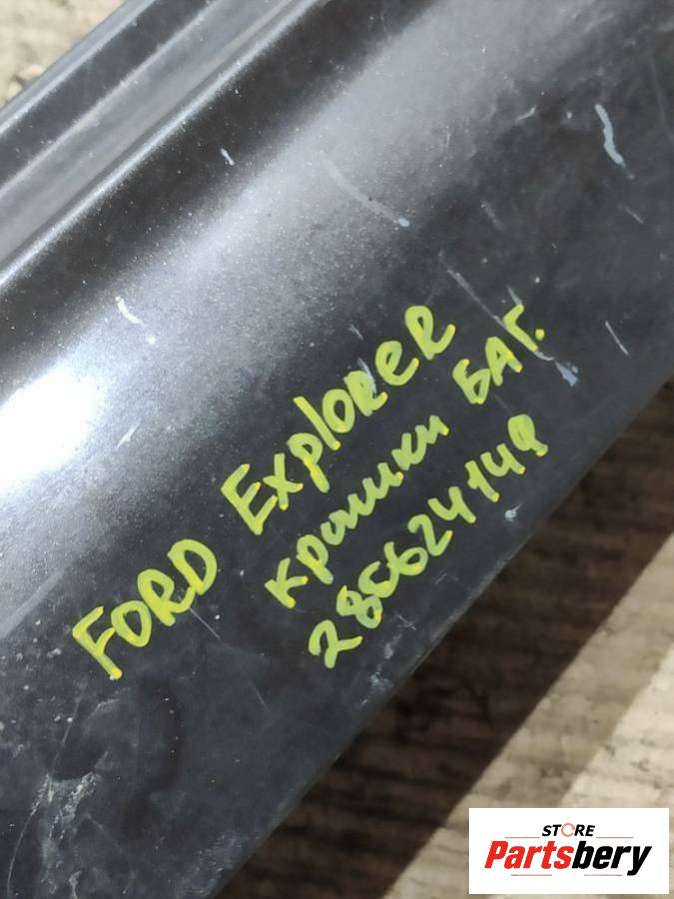 FORD Explorer
крышки БАГ.
285624149
STORE
Partsbery